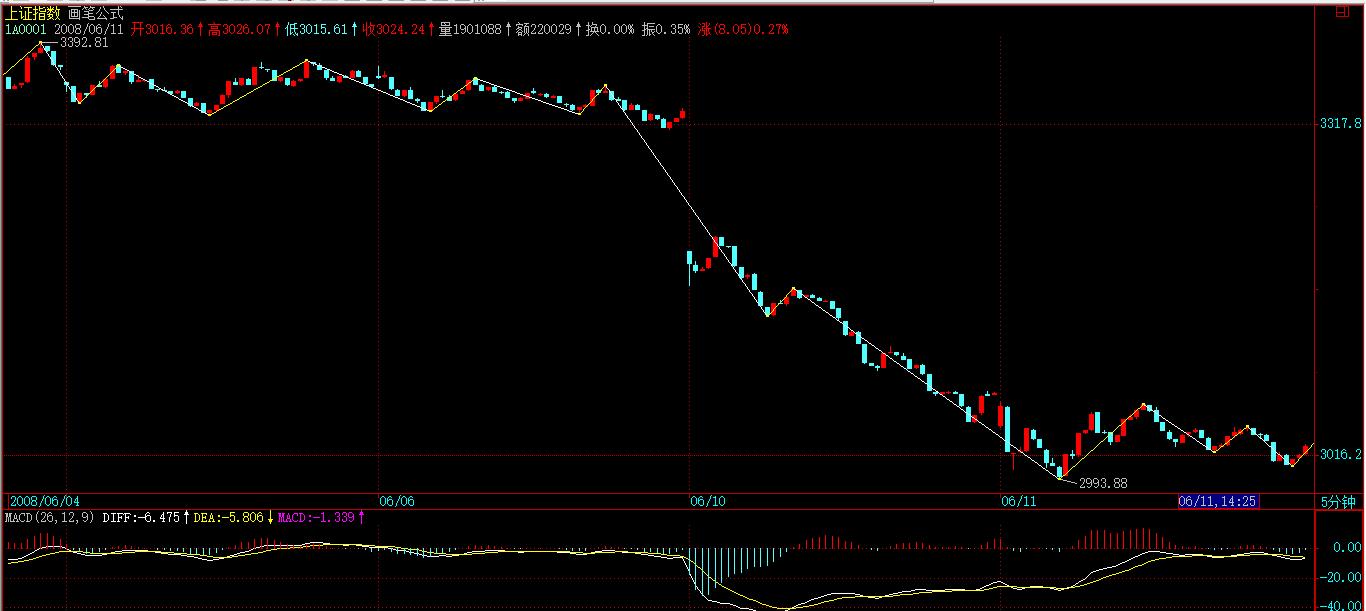 上证指数 画笔公式
1A0001 2008/06/11 开3016.36↑高3026.07↑低3015.61↑收3024.24↑量1901088↑额220029↑换0.00% 振0.35% 涨(8.05)0.27%
3392.81
3317.8
3016.2
2993.88
2008/06/04 06/06 06/10 06/11 06/11,14:25 5分钟
MACD(26,12,9) DIFF:-6.475↑DEA:-5.806↓MACD:-1.339↑
0.00
-20.00
-40.00